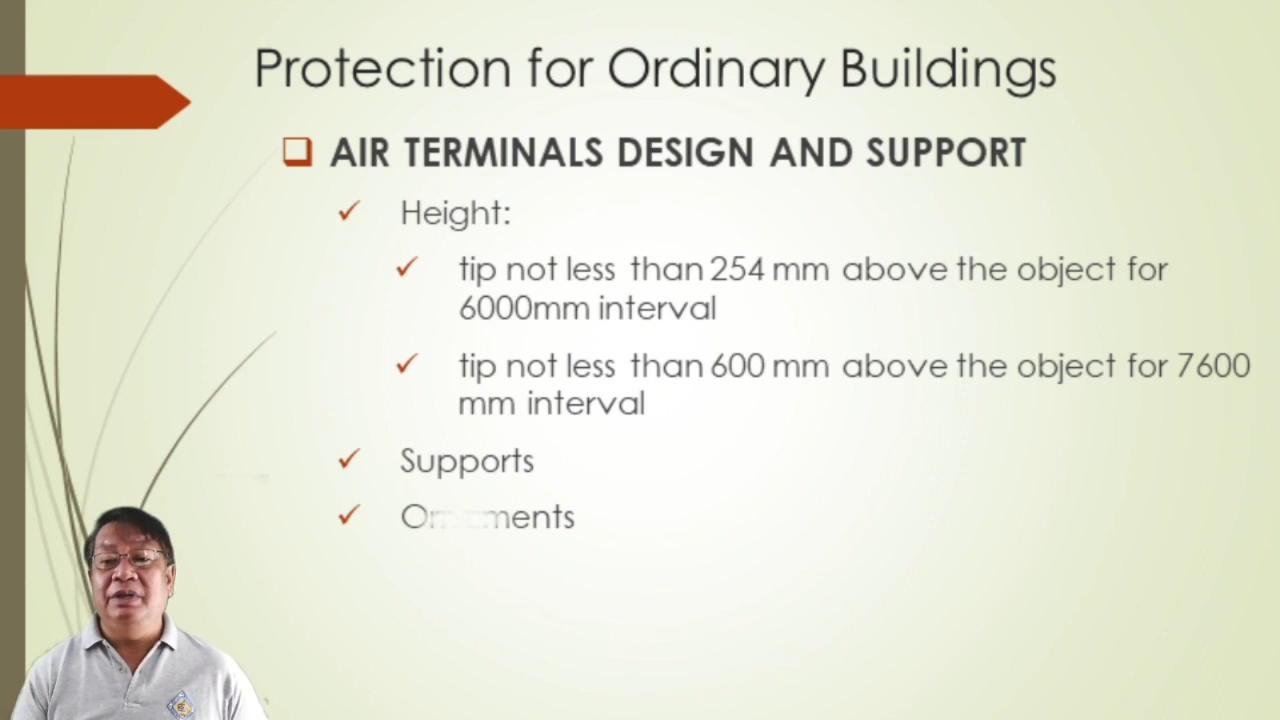 Protection for Ordinary Buildings
AIR TERMINALS DESIGN AND SUPPORT
Height:
tip not less than 254 mm above the object for
6000mm interval
tip not less than 600 mm above the object for 7600
mm interval
Supports
Ornaments